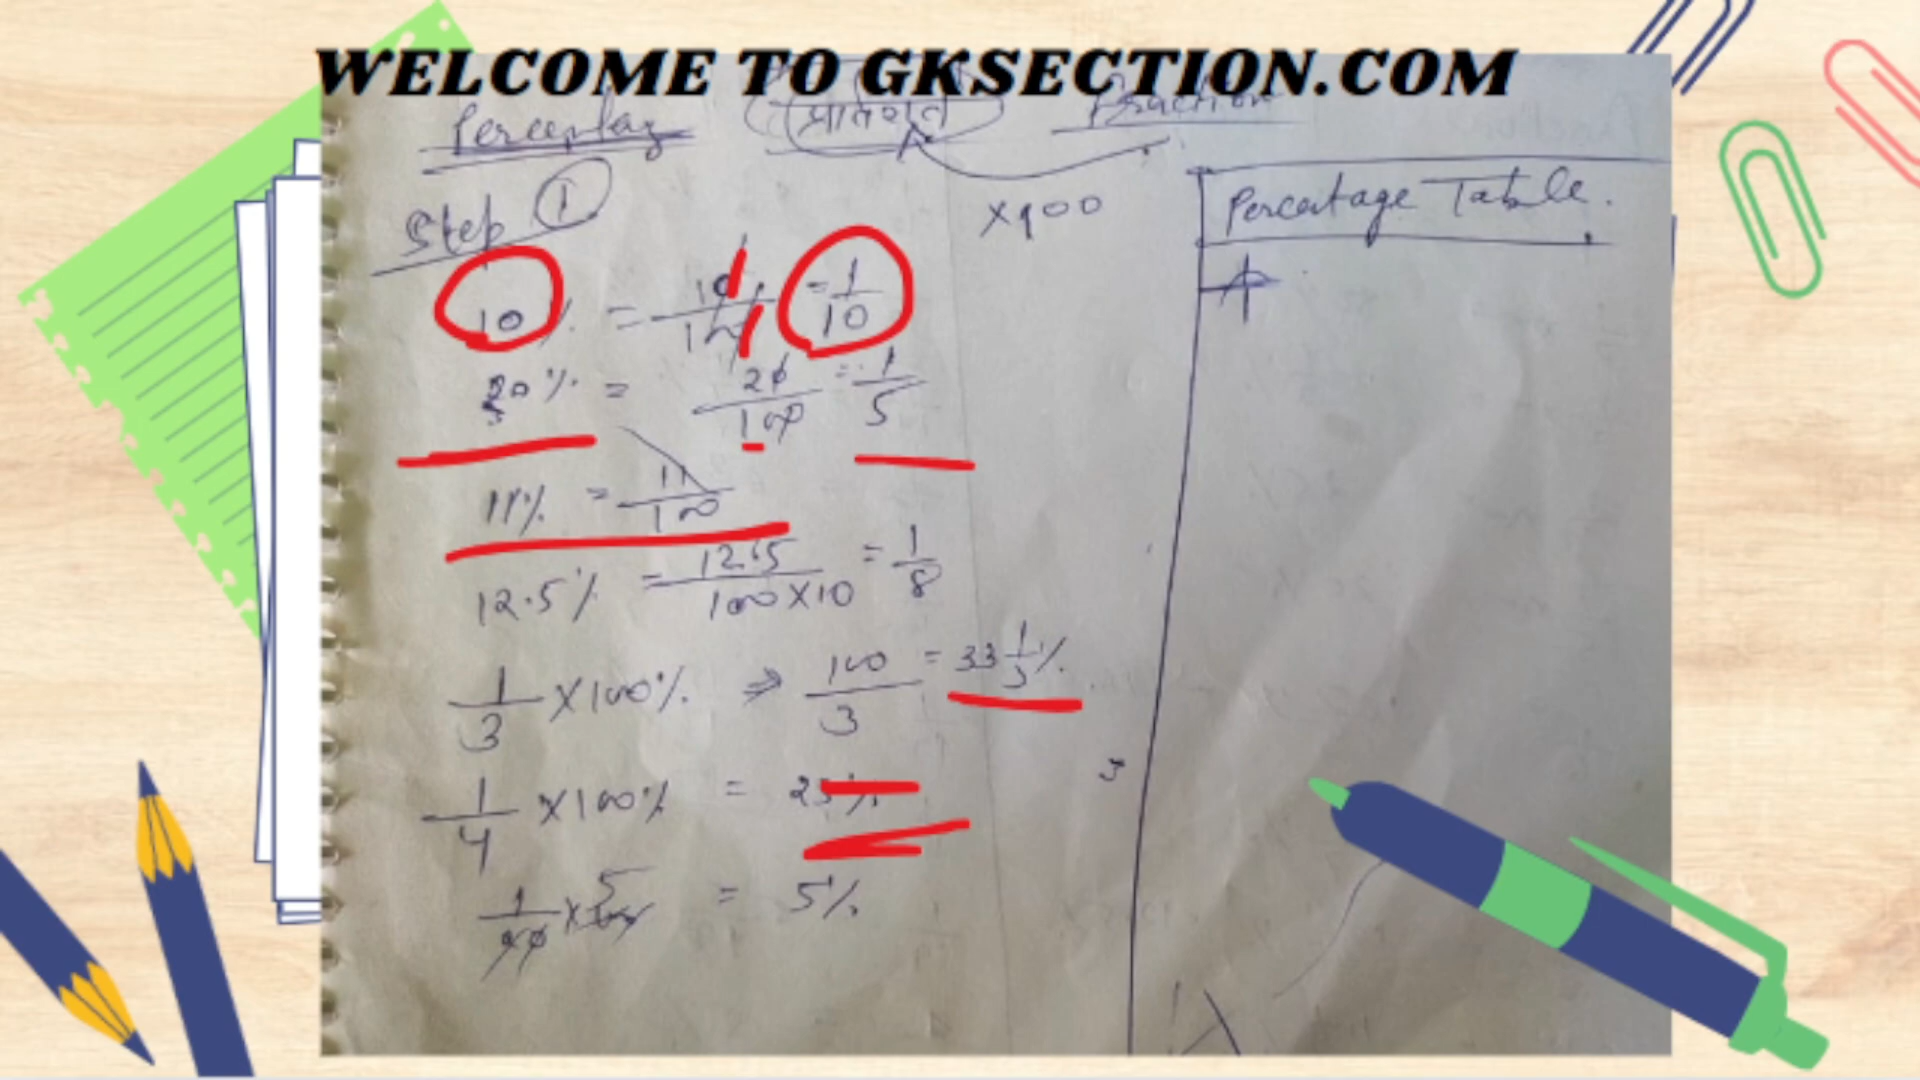 WELCOME TO GKSECTION.COM
Percentag प्रतिशत Fraction
Step 1
×100
10% = 10/100 = 1/10
20% = 20/100 = 1/5
11% = 11/100
12.5% = 12.5/100×10 = 1/8
1/3 ×100% ⇒ 100/3 = 33 1/3%
1/4 ×100% = 25%
1/20 × 100 5 = 5%
Percentage Table.